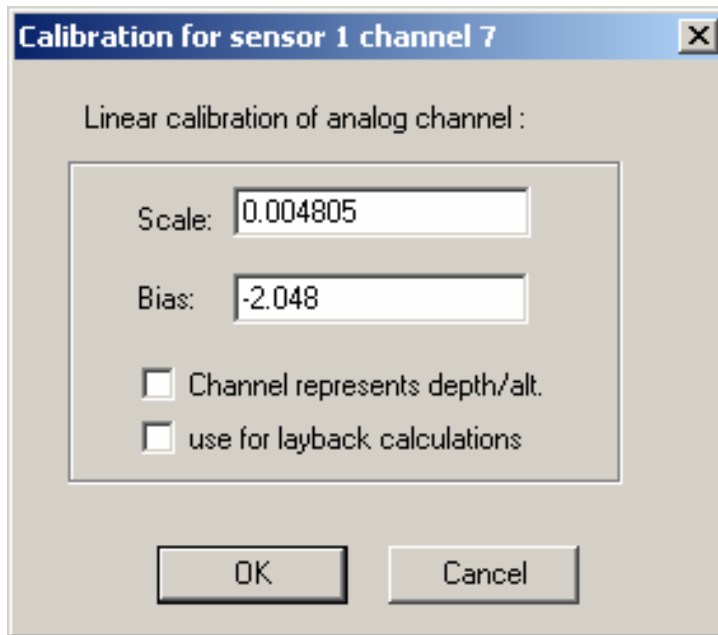 Calibration for sensor 1 channel 7
Linear calibration of analog channel :
Scale: 0.004805
Bias: -2.048
Channel represents depth/alt.
use for layback calculations
OK Cancel